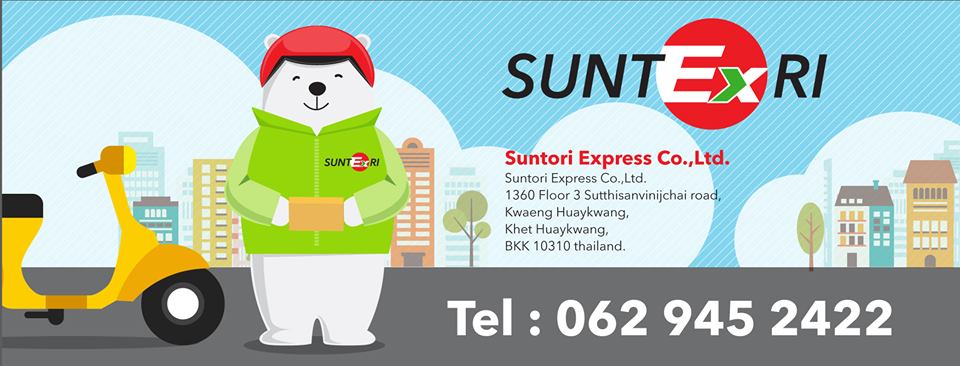 SUNTExRI
SUNTExRI
Suntori Express Co.,Ltd.
Suntori Express Co.,Ltd.
1360 Floor 3 Sutthisanvinijchai road,
Kwaeng Huaykwang,
Khet Huaykwang,
BKK 10310 thailand.
Tel : 062 945 2422